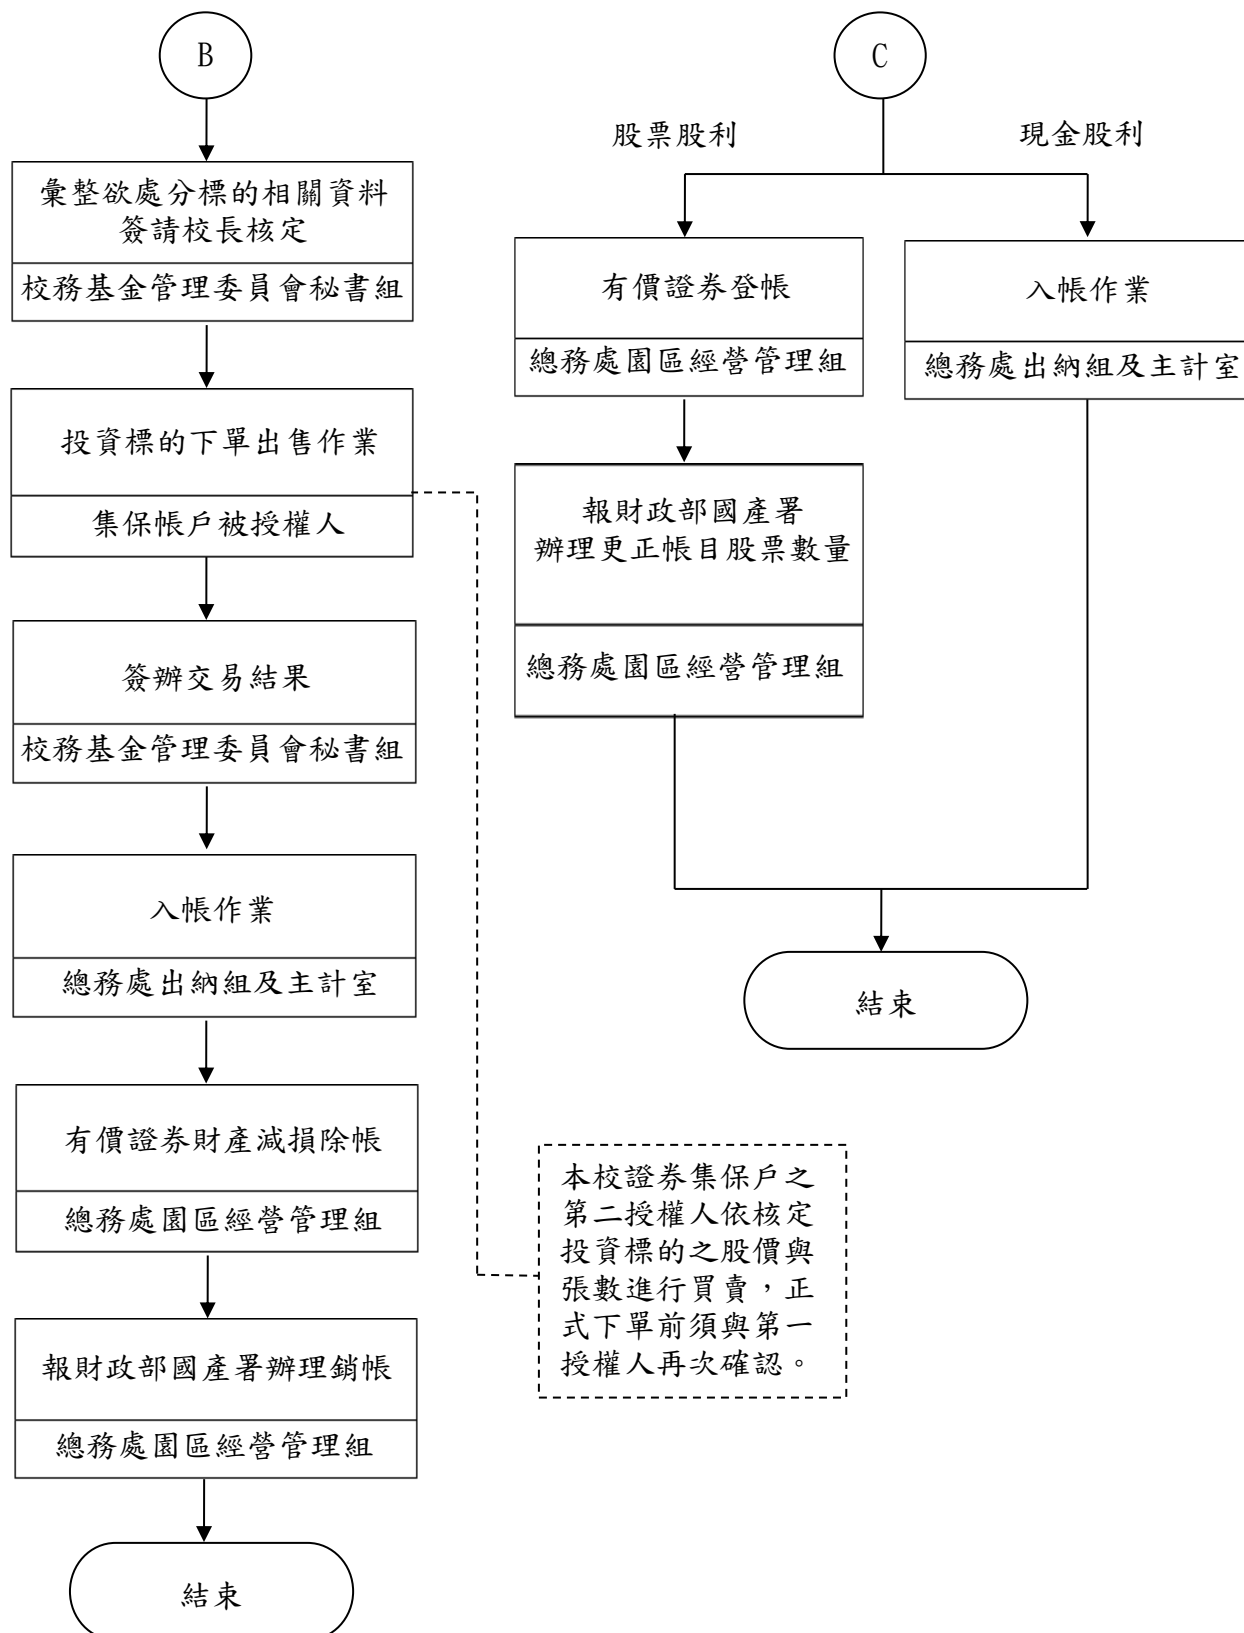 B
彙整欲處分標的相關資料
簽請校長核定
校務基金管理委員會秘書組
投資標的下單出售作業
集保帳戶被授權人
簽辦交易結果
校務基金管理委員會秘書組
入帳作業
總務處出納組及主計室
有價證券財產減損除帳
總務處園區經營管理組
報財政部國產署辦理銷帳
總務處園區經營管理組
結束
C
股票股利
現金股利
有價證券登帳
總務處園區經營管理組
報財政部國產署
辦理更正帳目股票數量
總務處園區經營管理組
入帳作業
總務處出納組及主計室
結束
本校證券集保戶之
第二授權人依核定
投資標的之股價與
張數進行買賣，正
式下單前須與第一
授權人再次確認。